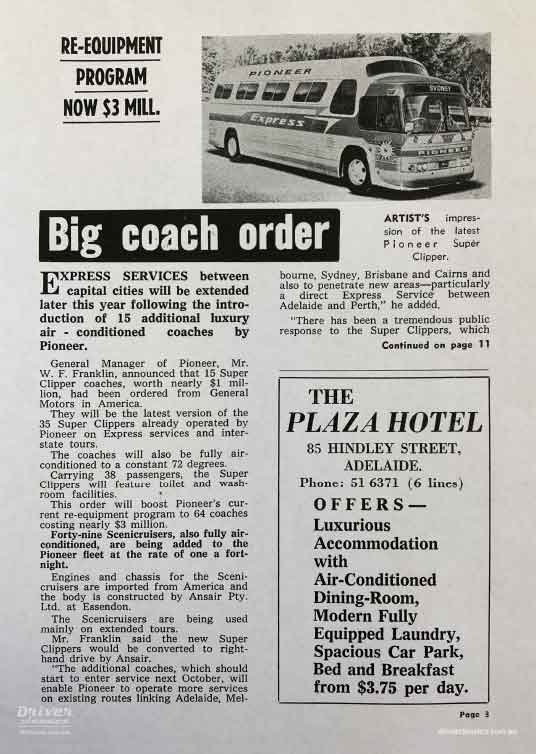 RE-EQUIPMENT
PROGRAM
NOW $3 MILL.
PIONEER
Express
SYDNEY
PIONEER
Big coach order
ARTIST'S impres-
sion of the latest
Pioneer Super
Clipper.
EXPRESS SERVICES between
capital cities will be extended
later this year following the intro-
duction of 15 additional luxury
air - conditioned coaches by
Pioneer.
General Manager of Pioneer, Mr.
W. F. Franklin, announced that 15 Super
Clipper coaches, worth nearly $1 mil-
lion, had been ordered from General
Motors in America.
They will be the latest version of the
35 Super Clippers already operated by
Pioneer on Express services and inter-
state tours.
The coaches will also be fully air-
conditioned to a constant 72 degrees.
Carrying 38 passengers, the Super
Clippers will feature toilet and wash-
room facilities.
This order will boost Pioneer's cur-
rent re-equipment program to 64 coaches
costing nearly $3 million.
Forty-nine Scenicruisers, also fully air-
conditioned, are being added to the
Pioneer fleet at the rate of one a fort-
night.
Engines and chassis for the Sceni-
cruisers are imported from America and
the body is constructed by Ansair Pty.
Ltd. at Essendon.
The Scenicruisers are being used
mainly on extended tours.
Mr. Franklin said the new Super
Clippers would be converted to right-
hand drive by Ansair.
"The additional coaches, which should
start to enter service next October, will
enable Pioneer to operate more services
on existing routes linking Adelaide, Mel-
bourne, Sydney, Brisbane and Cairns and
also to penetrate new areas—particularly
a direct Express Service between
Adelaide and Perth," he added.
"There has been a tremendous public
response to the Super Clippers, which
Continued on page 11
THE
PLAZA HOTEL
85 HINDLEY STREET,
ADELAIDE.
Phone: 51 6371 (6 lines)
OFFERS—
Luxurious
Accommodation
with
Air-Conditioned
Dining-Room,
Modern Fully
Equipped Laundry,
Spacious Car Park,
Bed and Breakfast
from $3.75 per day.
Page 3
Driver